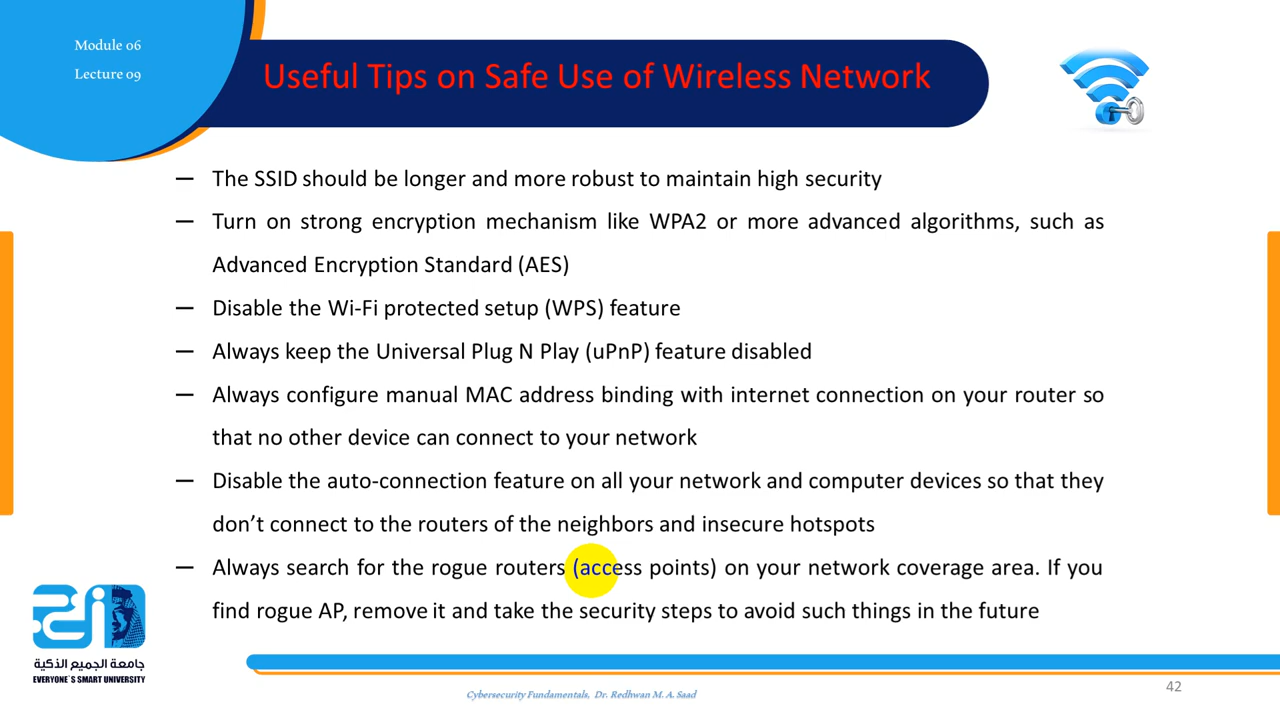 Module 06
Lecture 09
Useful Tips on Safe Use of Wireless Network
— The SSID should be longer and more robust to maintain high security
— Turn on strong encryption mechanism like WPA2 or more advanced algorithms, such as
Advanced Encryption Standard (AES)
— Disable the Wi-Fi protected setup (WPS) feature
— Always keep the Universal Plug N Play (uPnP) feature disabled
— Always configure manual MAC address binding with internet connection on your router so
that no other device can connect to your network
— Disable the auto-connection feature on all your network and computer devices so that they
don’t connect to the routers of the neighbors and insecure hotspots
— Always search for the rogue routers (access points) on your network coverage area. If you
find rogue AP, remove it and take the security steps to avoid such things in the future
جامعة الجميع الذكية
EVERYONE`S SMART UNIVERSITY
Cybersecurity Fundamentals, Dr. Redhwan M. A. Saad
42